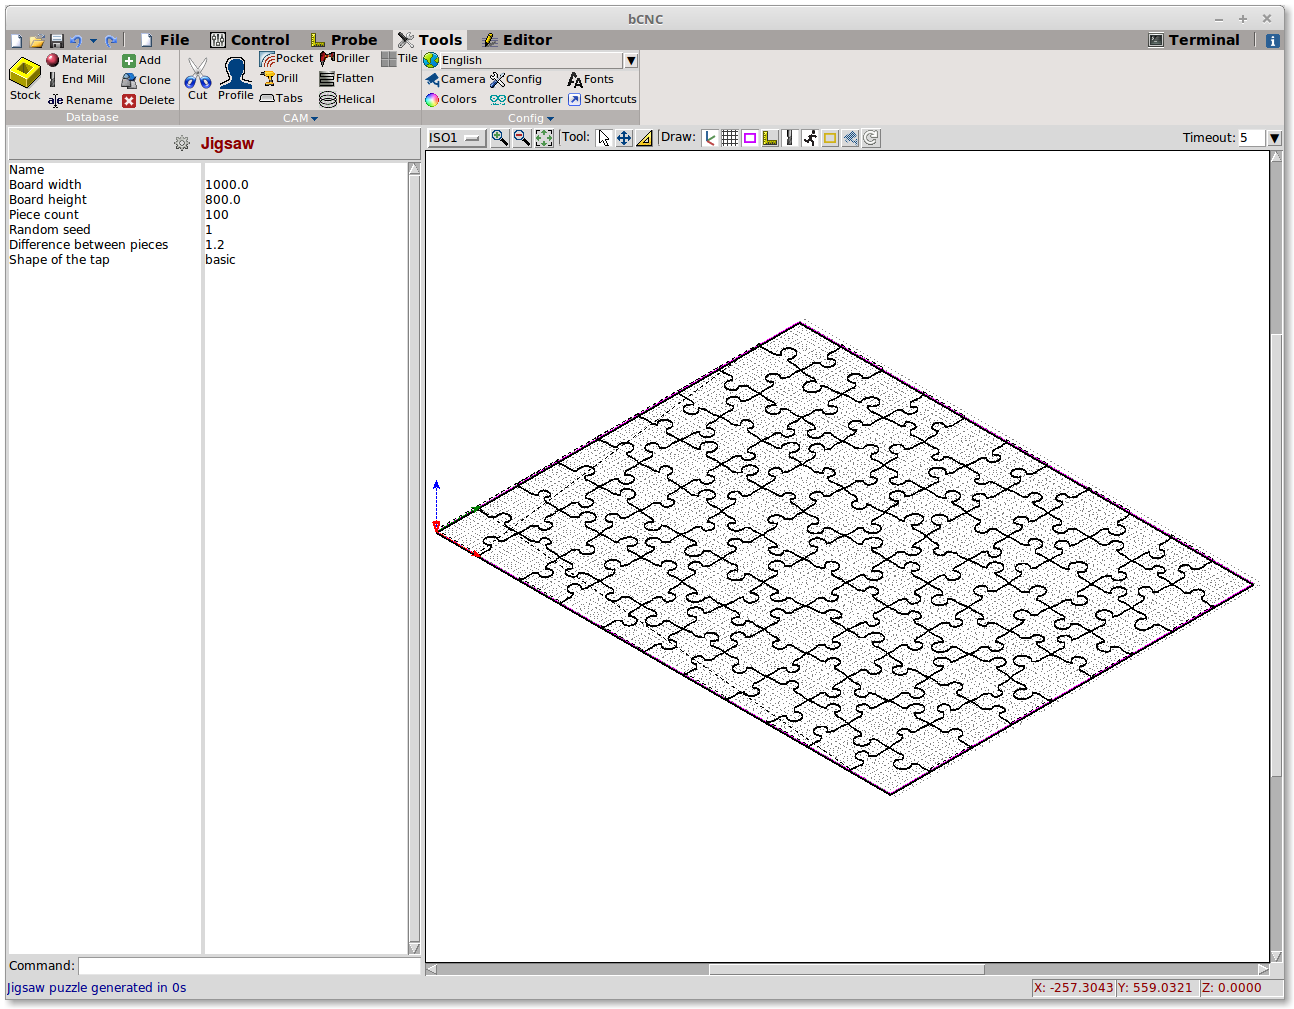 bCNC
File Control Probe Tools Editor Terminal
Stock
Material
End Mill
Rename
Add
Clone
Delete
Database
Cut
Profile
Pocket
Drill
Tabs
Driller
Flatten
Helical
Tile
CAM
English
Camera Config Fonts
Colors Controller Shortcuts
Config
Jigsaw
ISO1 Tool: Draw: Timeout: 5
Name
Board width 1000.0
Board height 800.0
Piece count 100
Random seed 1
Difference between pieces 1.2
Shape of the tap basic
Command:
Jigsaw puzzle generated in 0s
X: -257.3043 Y: 559.0321 Z: 0.0000